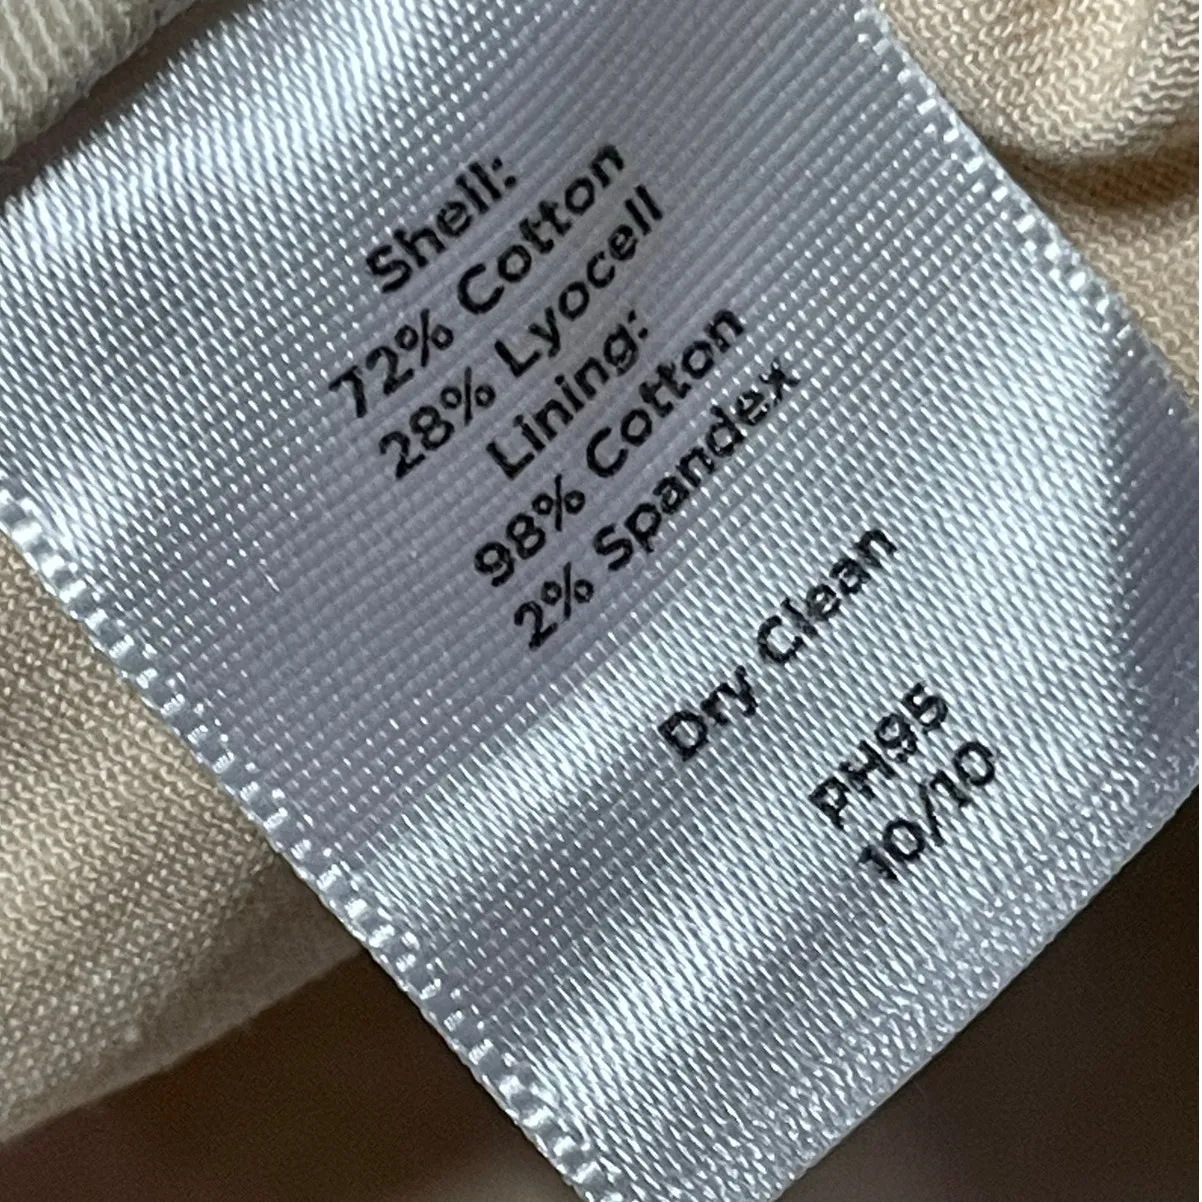 Shell:
72% Cotton
28% Lyocell
Lining:
98% Cotton
2% Spandex
Dry Clean
PH95
10/10